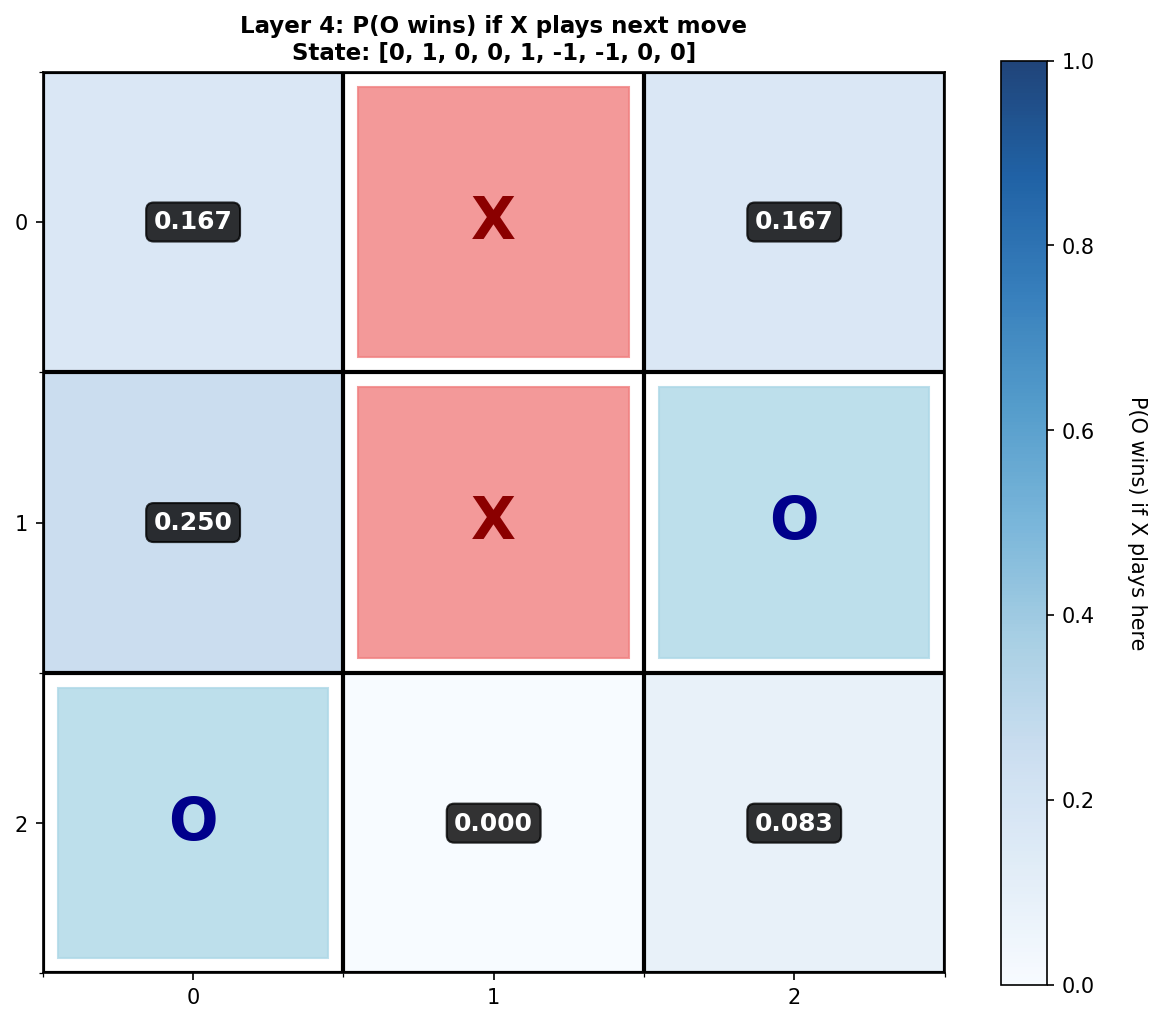 Layer 4: P(O wins) if X plays next move
State: [0, 1, 0, 0, 1, -1, -1, 0, 0]
0
0.167
X
0.167
1
0.250
X
O
2
O
0.000
0.083
0
1
2
1.0
0.8
0.6
0.4
0.2
0.0
P(O wins) if X plays here